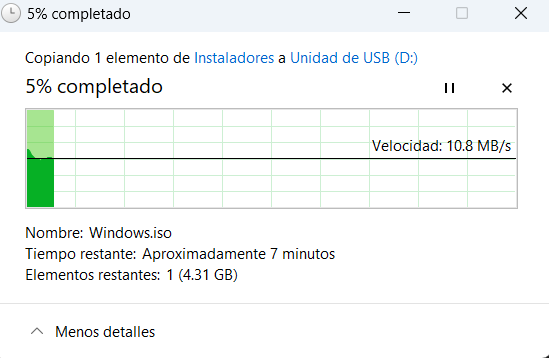 5% completado
Copiando 1 elemento de Instaladores a Unidad de USB (D:)
5% completado
Velocidad: 10.8 MB/s
Nombre: Windows.iso
Tiempo restante: Aproximadamente 7 minutos
Elementos restantes: 1 (4.31 GB)
Menos detalles